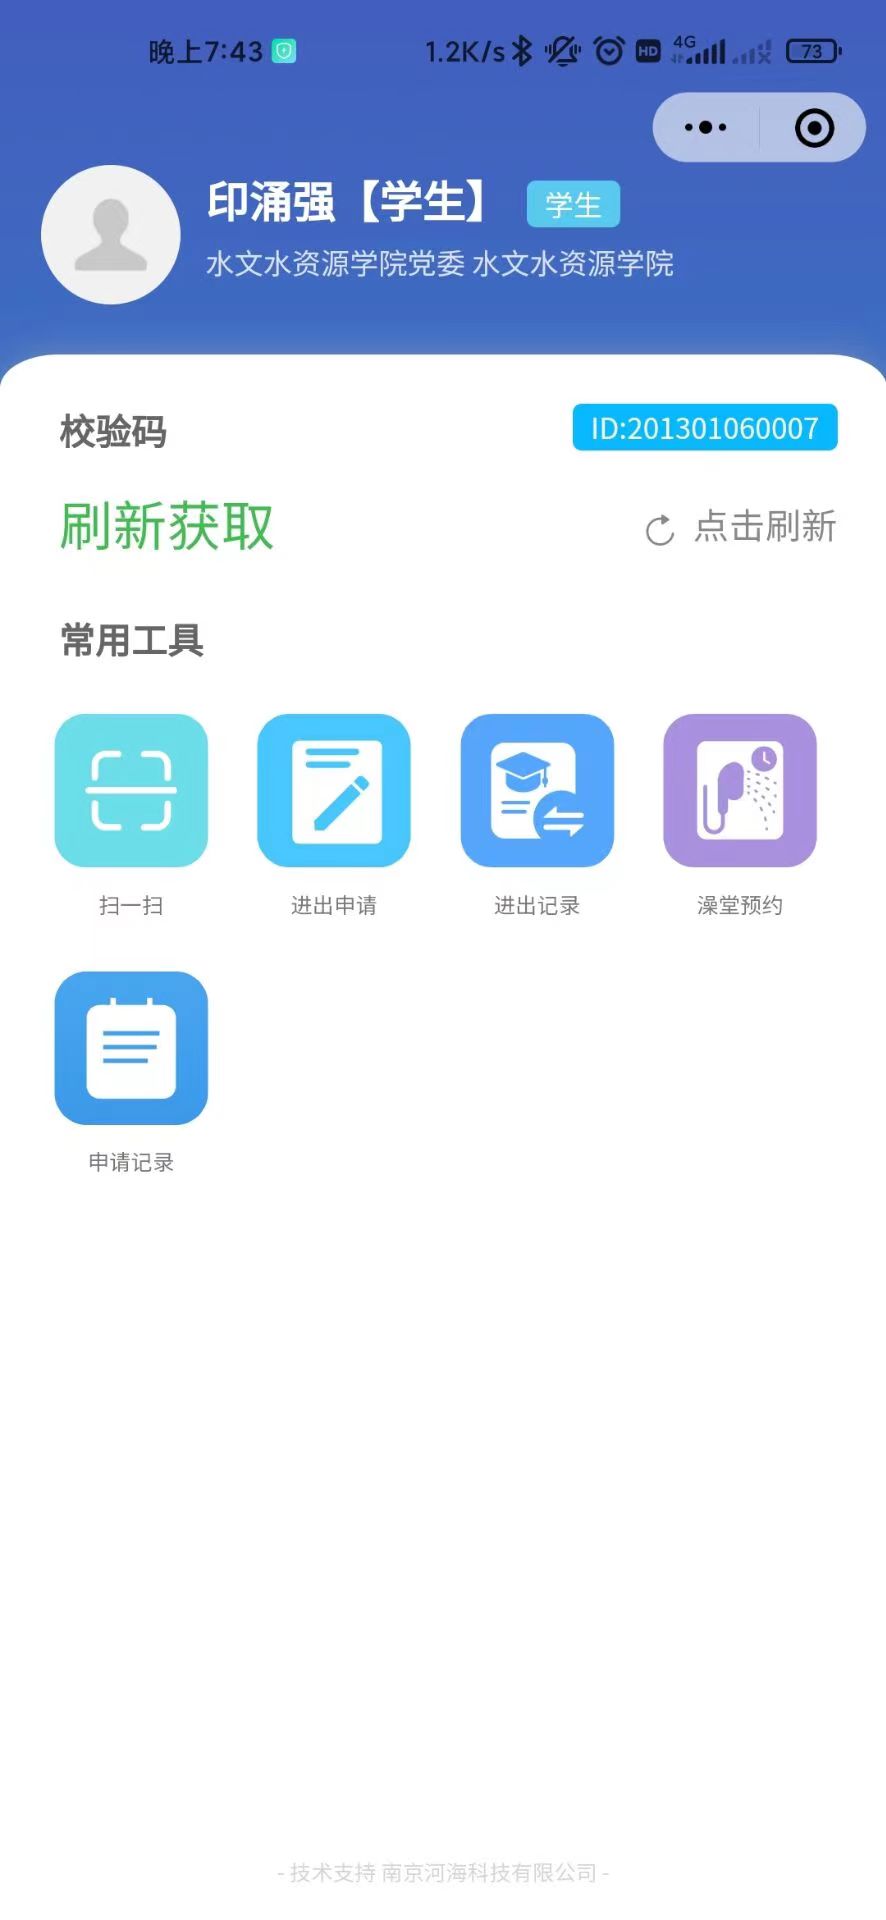 晚上7:43 1.2K/s HD 4G 73
印涌强【学生】 学生
水文水资源学院党委 水文水资源学院
校验码 ID:201301060007
刷新获取 点击刷新
常用工具
扫一扫 进出申请 进出记录 澡堂预约
申请记录
- 技术支持 南京河海科技有限公司 -